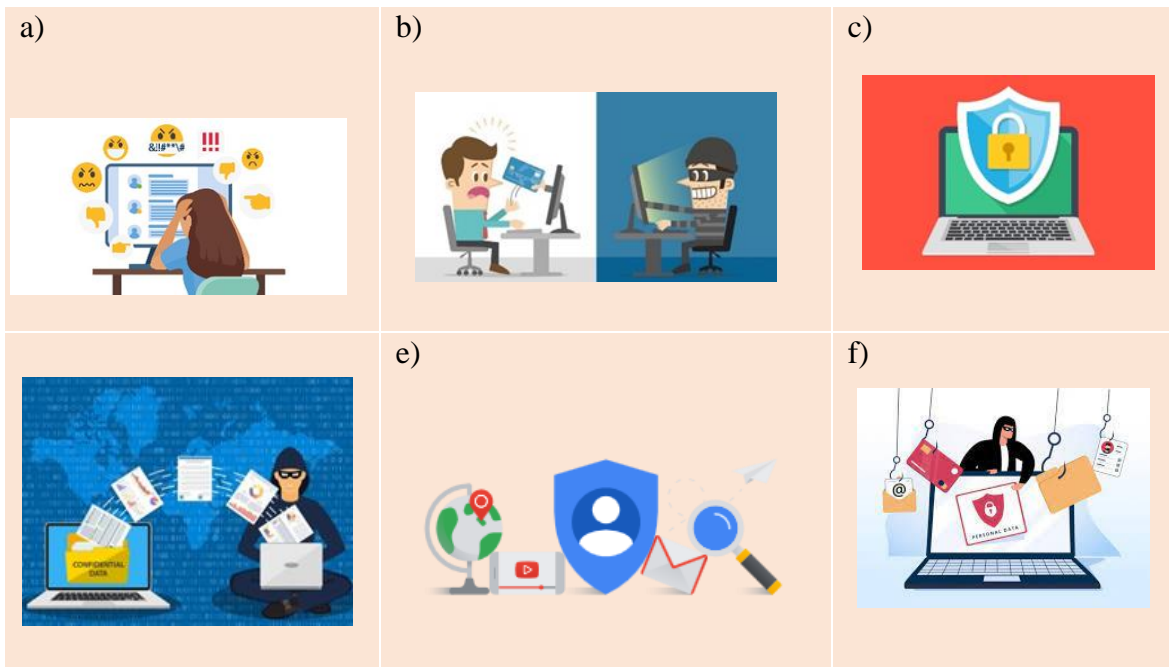 a)
b)
c)
&!!#**\#
!!!
CONFIDENTIAL
DATA
e)
f)
@
PERSONAL DATA